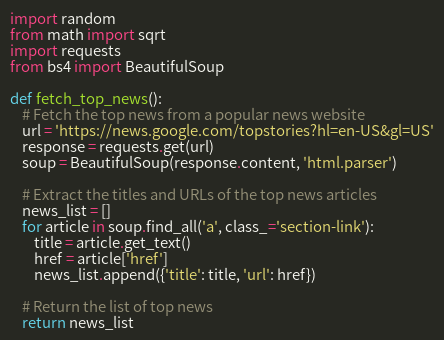 import random
from math import sqrt
import requests
from bs4 import BeautifulSoup

def fetch_top_news():
    # Fetch the top news from a popular news website
    url = 'https://news.google.com/topstories?hl=en-US&gl=US'
    response = requests.get(url)
    soup = BeautifulSoup(response.content, 'html.parser')

    # Extract the titles and URLs of the top news articles
    news_list = []
    for article in soup.find_all('a', class_='section-link'):
        title = article.get_text()
        href = article['href']
        news_list.append({'title': title, 'url': href})

    # Return the list of top news
    return news_list